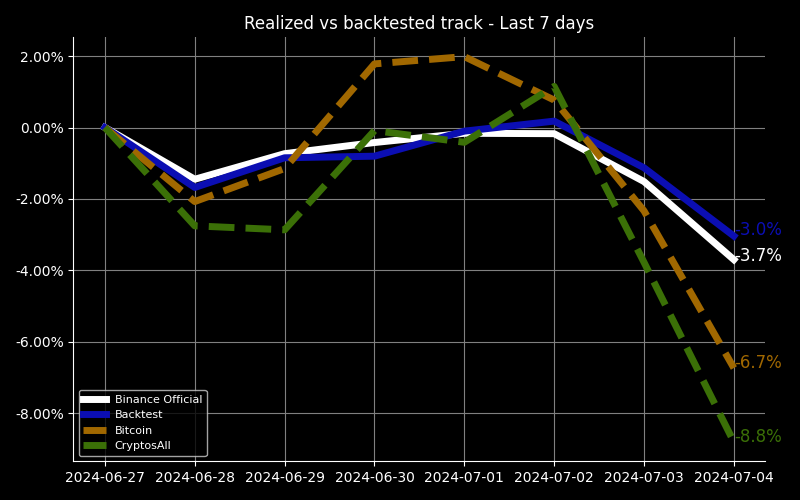 Realized vs backtested track - Last 7 days
2.00%
0.00%
-2.00%
-4.00%
-6.00%
-8.00%
-3.0%
-3.7%
-6.7%
-8.8%
Binance Official
Backtest
Bitcoin
CryptosAll
2024-06-27 2024-06-28 2024-06-29 2024-06-30 2024-07-01 2024-07-02 2024-07-03 2024-07-04